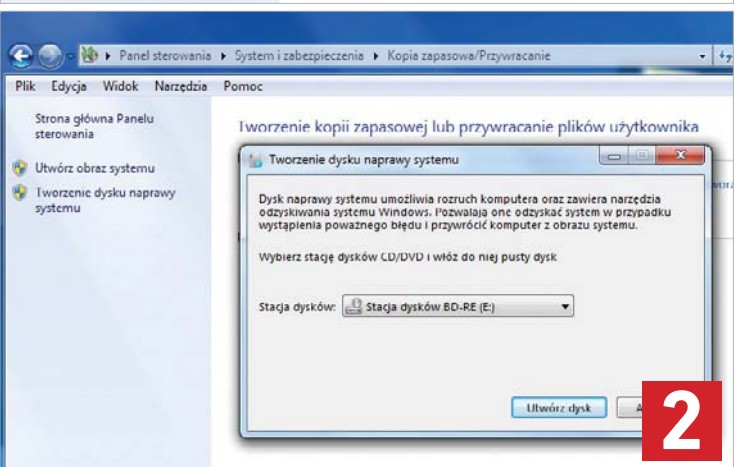 Panel sterowania ▸ System i zabezpieczenia ▸ Kopia zapasowa/Przywracanie
Plik Edycja Widok Narzędzia Pomoc
Strona główna Panelu
sterowania
Utwórz obraz systemu
Tworzenie dysku naprawy
systemu
Tworzenie kopii zapasowej lub przywracanie plików użytkownika
Tworzenie dysku naprawy systemu
Dysk naprawy systemu umożliwia rozruch komputera oraz zawiera narzędzia
odzyskiwania systemu Windows. Pozwalają one odzyskać system w przypadku
wystąpienia poważnego błędu i przywrócić komputer z obrazu systemu.
Wybierz stację dysków CD/DVD i włóż do niej pusty dysk
Stacja dysków: Stacja dysków BD-RE (E:)
Utwórz dysk
2